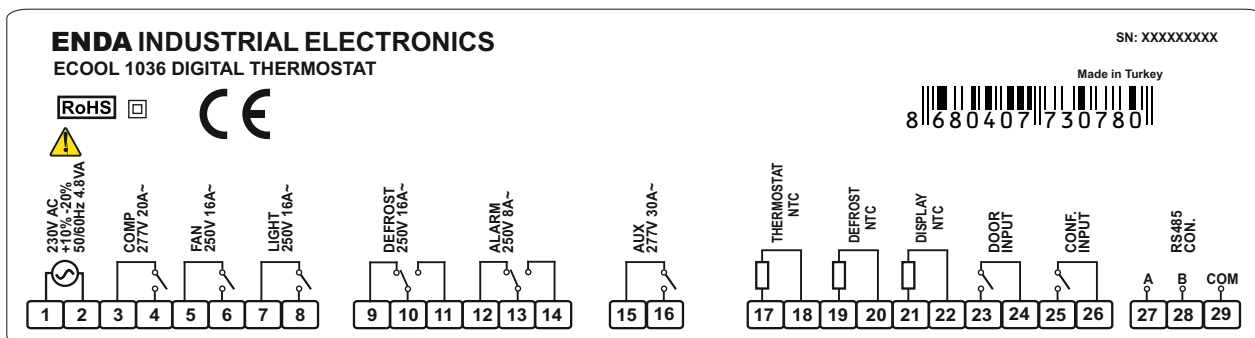 ENDA INDUSTRIAL ELECTRONICS
SN: XXXXXXXXX
ECOOL 1036 DIGITAL THERMOSTAT
Made in Turkey
RoHS
CE
8 680407 730780
230V AC
+10% -20%
50/60Hz 4.8VA
COMP
277V 20A~
FAN
250V 16A~
LIGHT
250V 16A~
DEFROST
250V 16A~
ALARM
250V 8A~
AUX
277V 30A~
THERMOSTAT
NTC
DEFROST
NTC
DISPLAY
NTC
DOOR
INPUT
CONF.
INPUT
RS485
CON.
A B COM
1 2 3 4 5 6 7 8 9 10 11 12 13 14 15 16 17 18 19 20 21 22 23 24 25 26 27 28 29